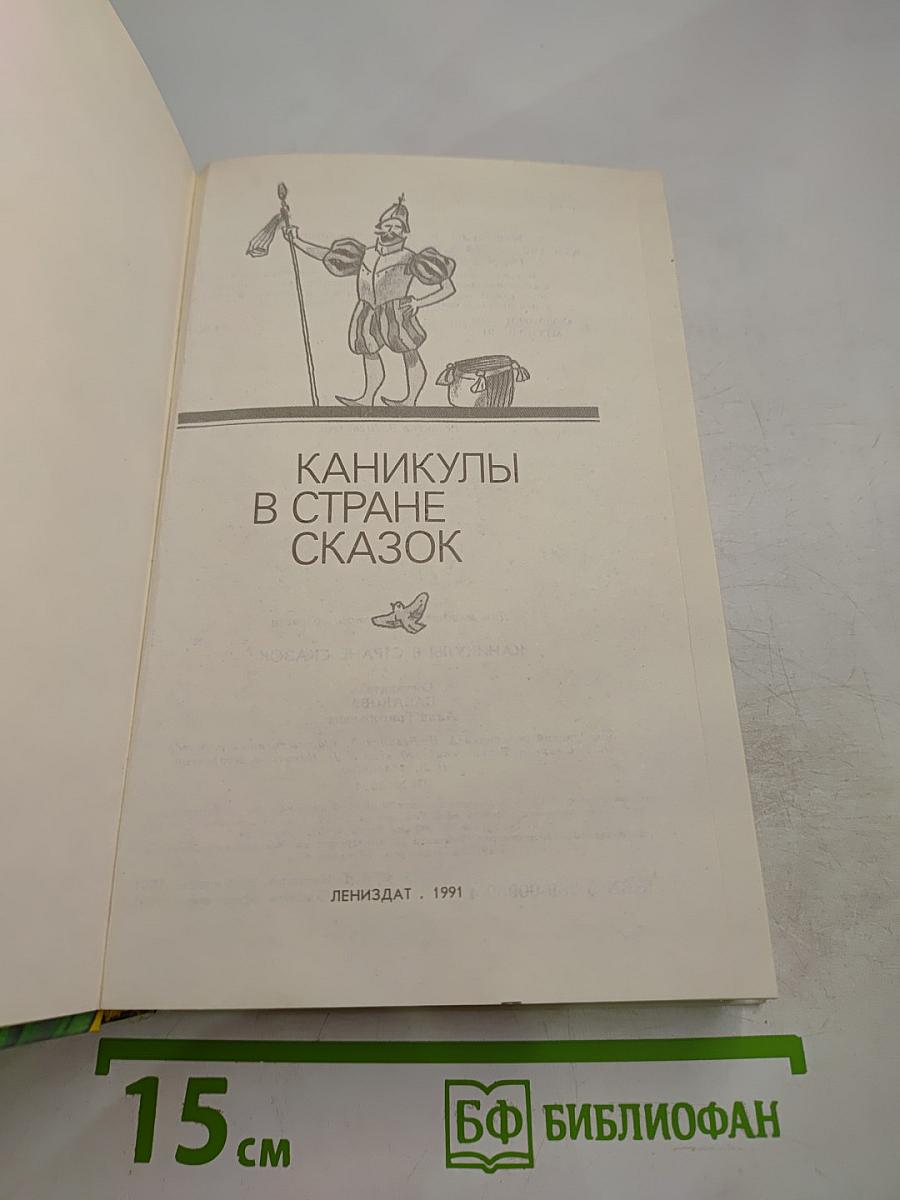 КАНИКУЛЫ
В СТРАНЕ
СКАЗОК
ЛЕНИЗДАТ . 1991
15 см
БФ БИБЛИОФАН